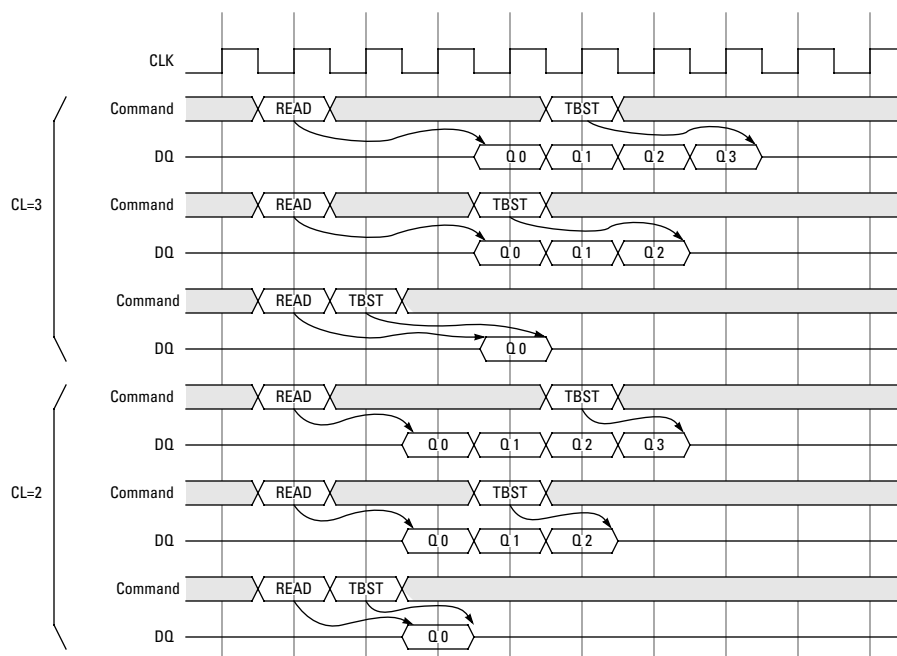 CLK
Command READ TBST
DQ Q0 Q1 Q2 Q3
CL=3
Command READ TBST
DQ Q0 Q1 Q2
Command READ TBST
DQ Q0
Command READ TBST
DQ Q0 Q1 Q2 Q3
CL=2
Command READ TBST
DQ Q0 Q1 Q2
Command READ TBST
DQ Q0